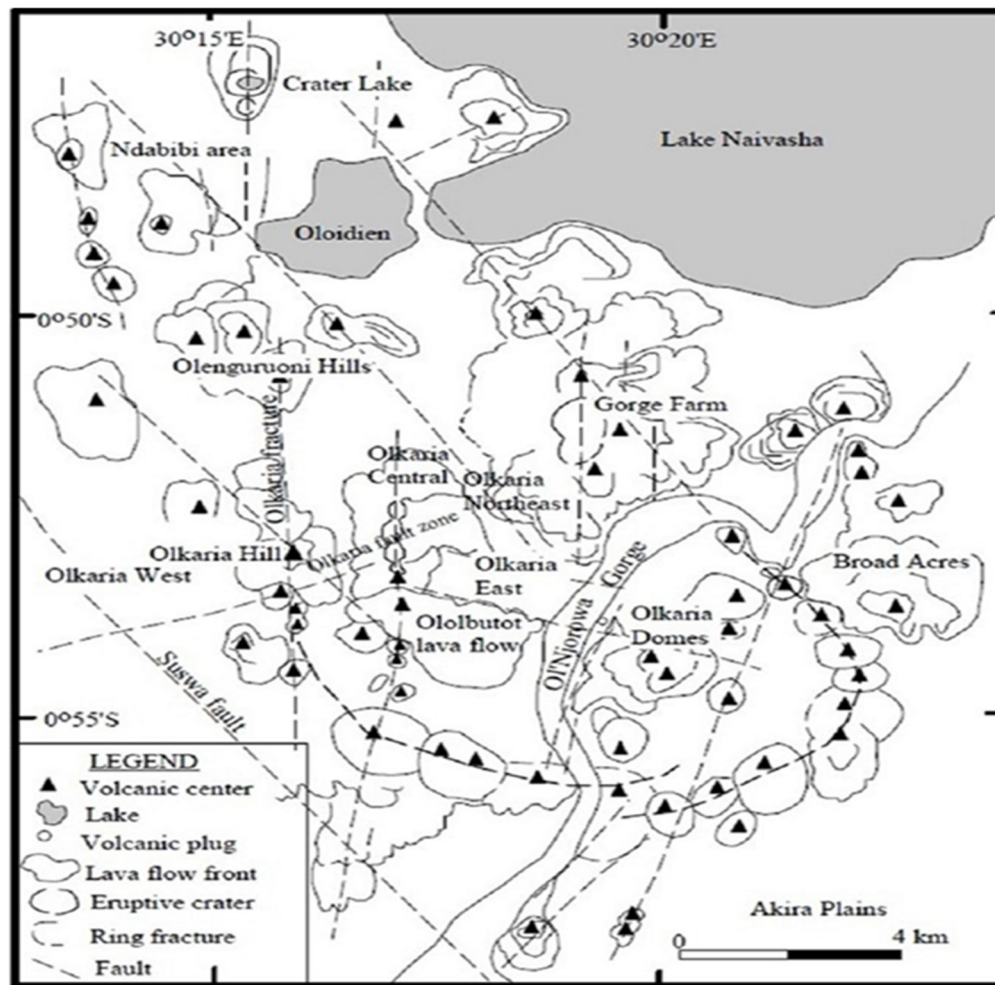 30°15'E
30°20'E
Crater Lake
Lake Naivasha
Ndabibi area
Oloidien
0°50'S
Olenguruoni Hills
Gorge Farm
Olkaria fracture
Olkaria
Central
Olkaria
Northeast
Olkaria fault zone
Olkaria Hill
Olkaria West
Olkaria
East
Broad Acres
Ol'Njorowa Gorge
Olkaria
Domes
Ololbutot
lava flow
Suswa fault
0°55'S
LEGEND
Volcanic center
Lake
Volcanic plug
Lava flow front
Eruptive crater
Ring fracture
Fault
Akira Plains
0
4 km